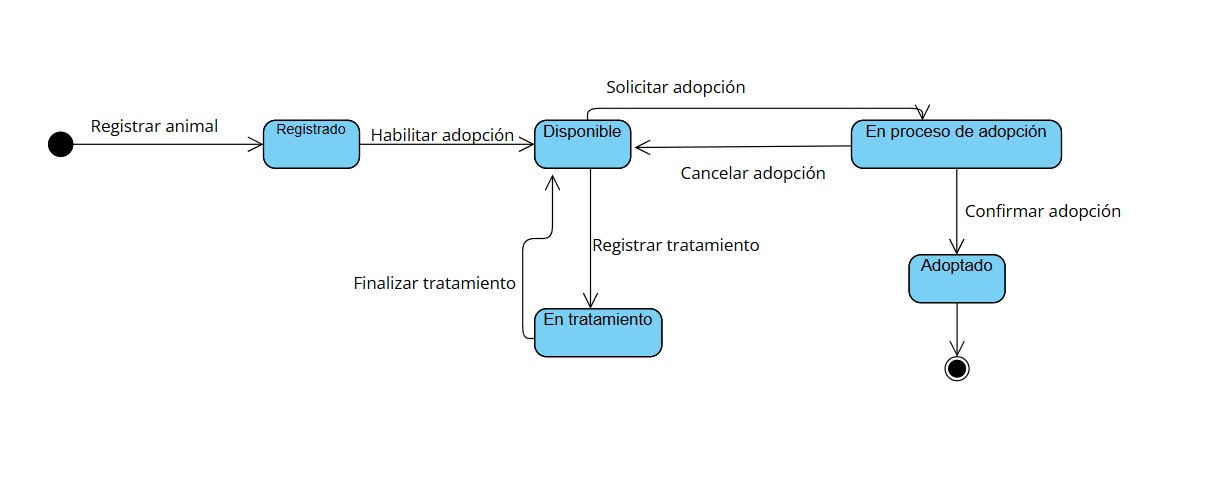 Solicitar adopción
Registrar animal
Registrado
Habilitar adopción
Disponible
En proceso de adopción
Cancelar adopción
Confirmar adopción
Registrar tratamiento
Adoptado
Finalizar tratamiento
En tratamiento